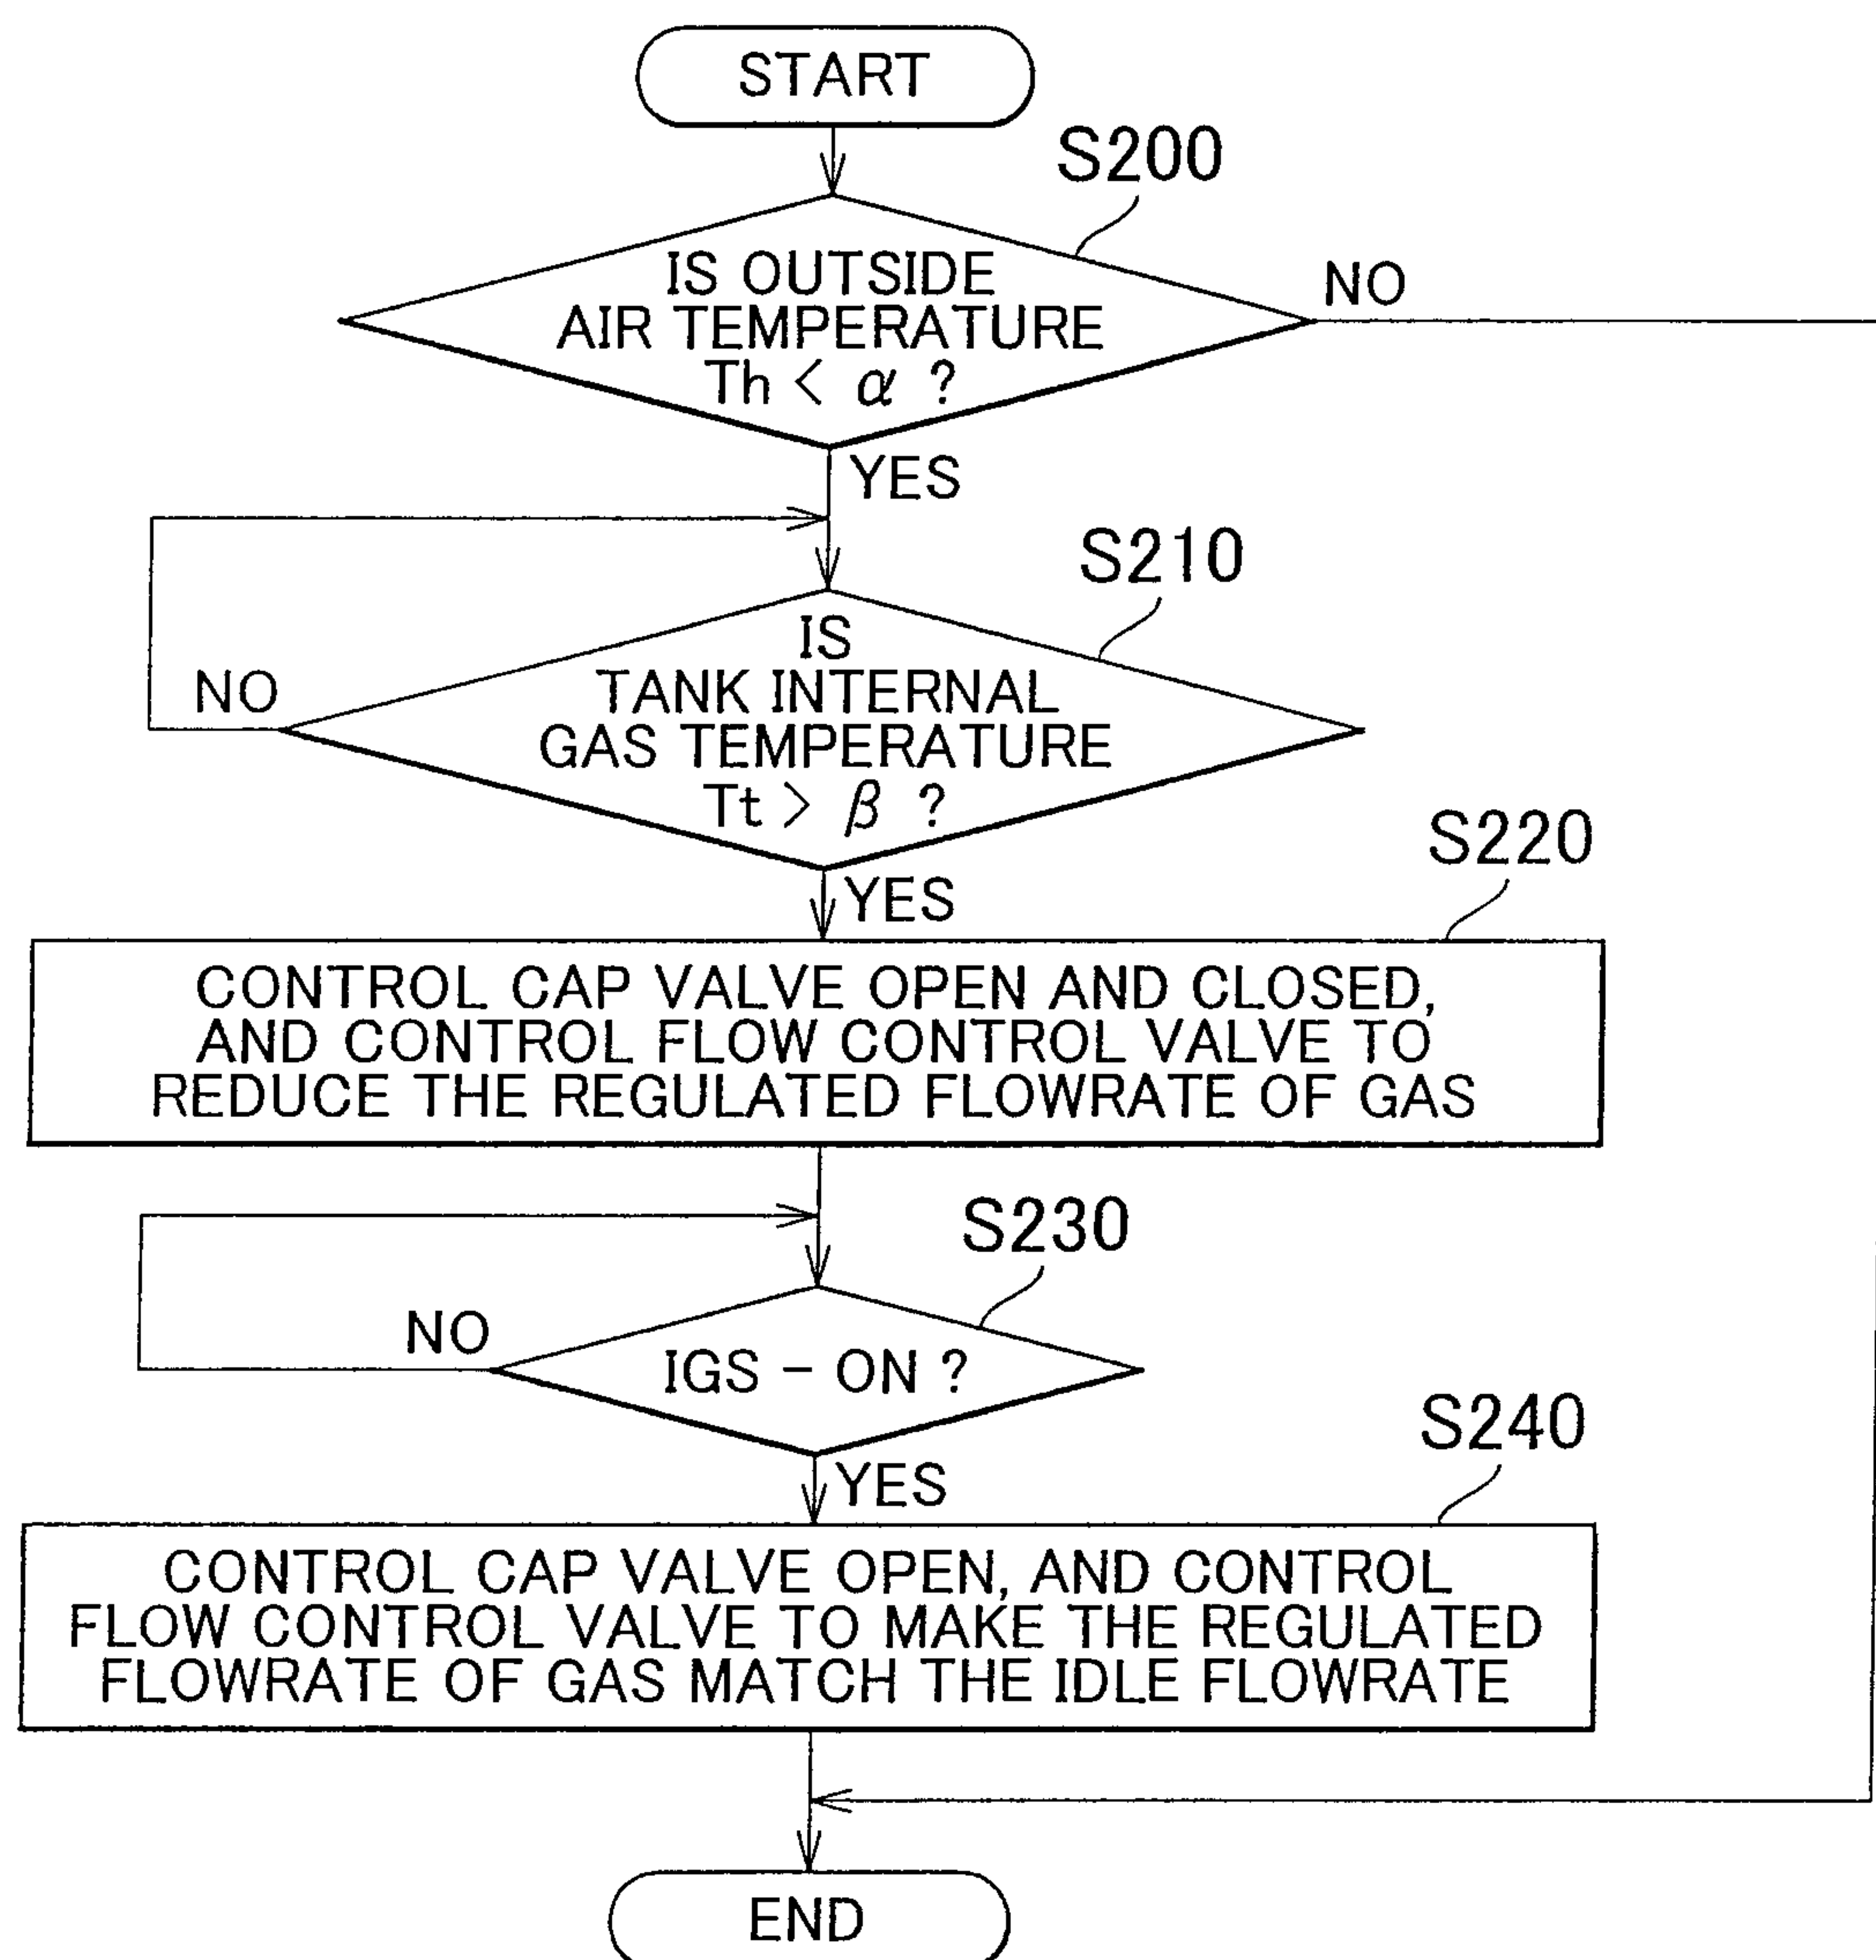 START
S200
IS OUTSIDE
AIR TEMPERATURE
Th < α ?
NO
YES
S210
IS
TANK INTERNAL
GAS TEMPERATURE
Tt > β ?
NO
YES
S220
CONTROL CAP VALVE OPEN AND CLOSED,
AND CONTROL FLOW CONTROL VALVE TO
REDUCE THE REGULATED FLOWRATE OF GAS
S230
NO
IGS – ON ?
YES
S240
CONTROL CAP VALVE OPEN, AND CONTROL
FLOW CONTROL VALVE TO MAKE THE REGULATED
FLOWRATE OF GAS MATCH THE IDLE FLOWRATE
END